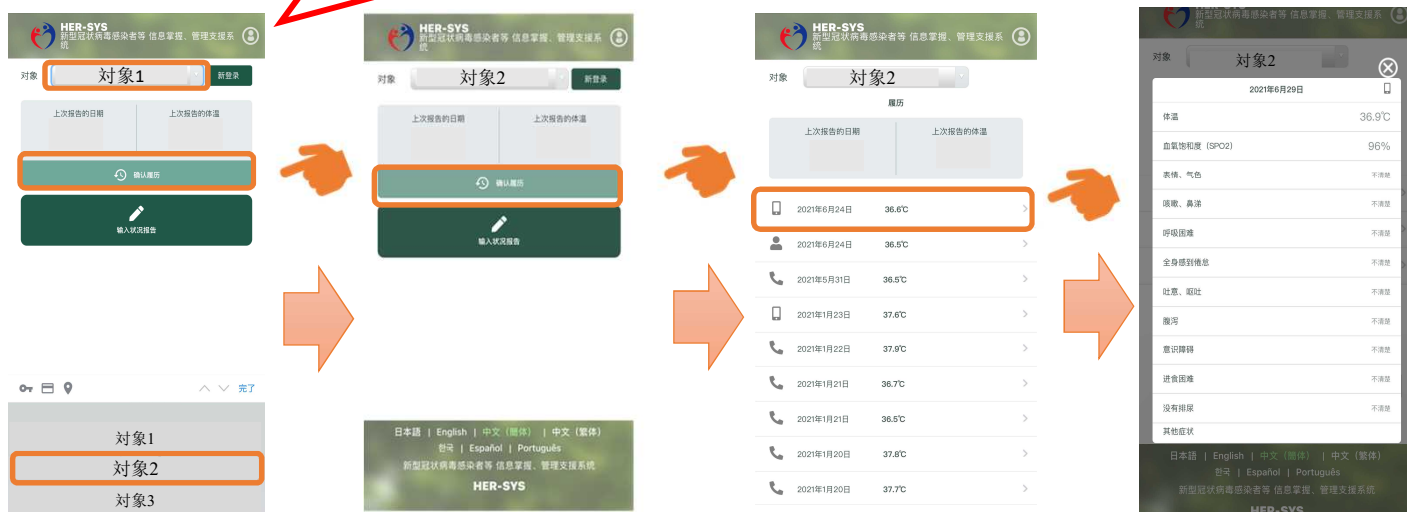 HER-SYS
新型冠状病毒感染者等 信息掌握、管理支援系
统
对象
対象1
新登录
上次报告的日期
上次报告的体温
确认履历
输入状况报告
完了
対象1
対象2
対象3
HER-SYS
新型冠状病毒感染者等 信息掌握、管理支援系
统
对象
対象2
新登录
上次报告的日期
上次报告的体温
确认履历
输入状况报告
日本語 | English | 中文（簡体） | 中文（繁体）
한국 | Español | Português
新型冠状病毒感染者等 信息掌握、管理支援系统
HER-SYS
HER-SYS
新型冠状病毒感染者等 信息掌握、管理支援系
统
对象
対象2
履历
上次报告的日期
上次报告的体温
2021年6月24日 36.6℃
2021年6月24日 36.5℃
2021年5月31日 36.5℃
2021年1月23日 37.6℃
2021年1月22日 37.9℃
2021年1月21日 36.7℃
2021年1月21日 36.5℃
2021年1月20日 37.8℃
2021年1月20日 37.7℃
HER-SYS
新型冠状病毒感染者等 信息掌握、管理支援系
统
对象
対象2
2021年6月29日
体温 36.9℃
血氧饱和度（SPO2） 96%
表情、气色 不清楚
咳嗽、鼻涕 不清楚
呼吸困难 不清楚
全身感到倦怠 不清楚
吐意、呕吐 不清楚
腹泻 不清楚
意识障碍 不清楚
进食困难 不清楚
没有排尿 不清楚
其他症状
日本語 | English | 中文（簡体） | 中文（繁体）
한국 | Español | Português
新型冠状病毒感染者等 信息掌握、管理支援系统
HER-SYS